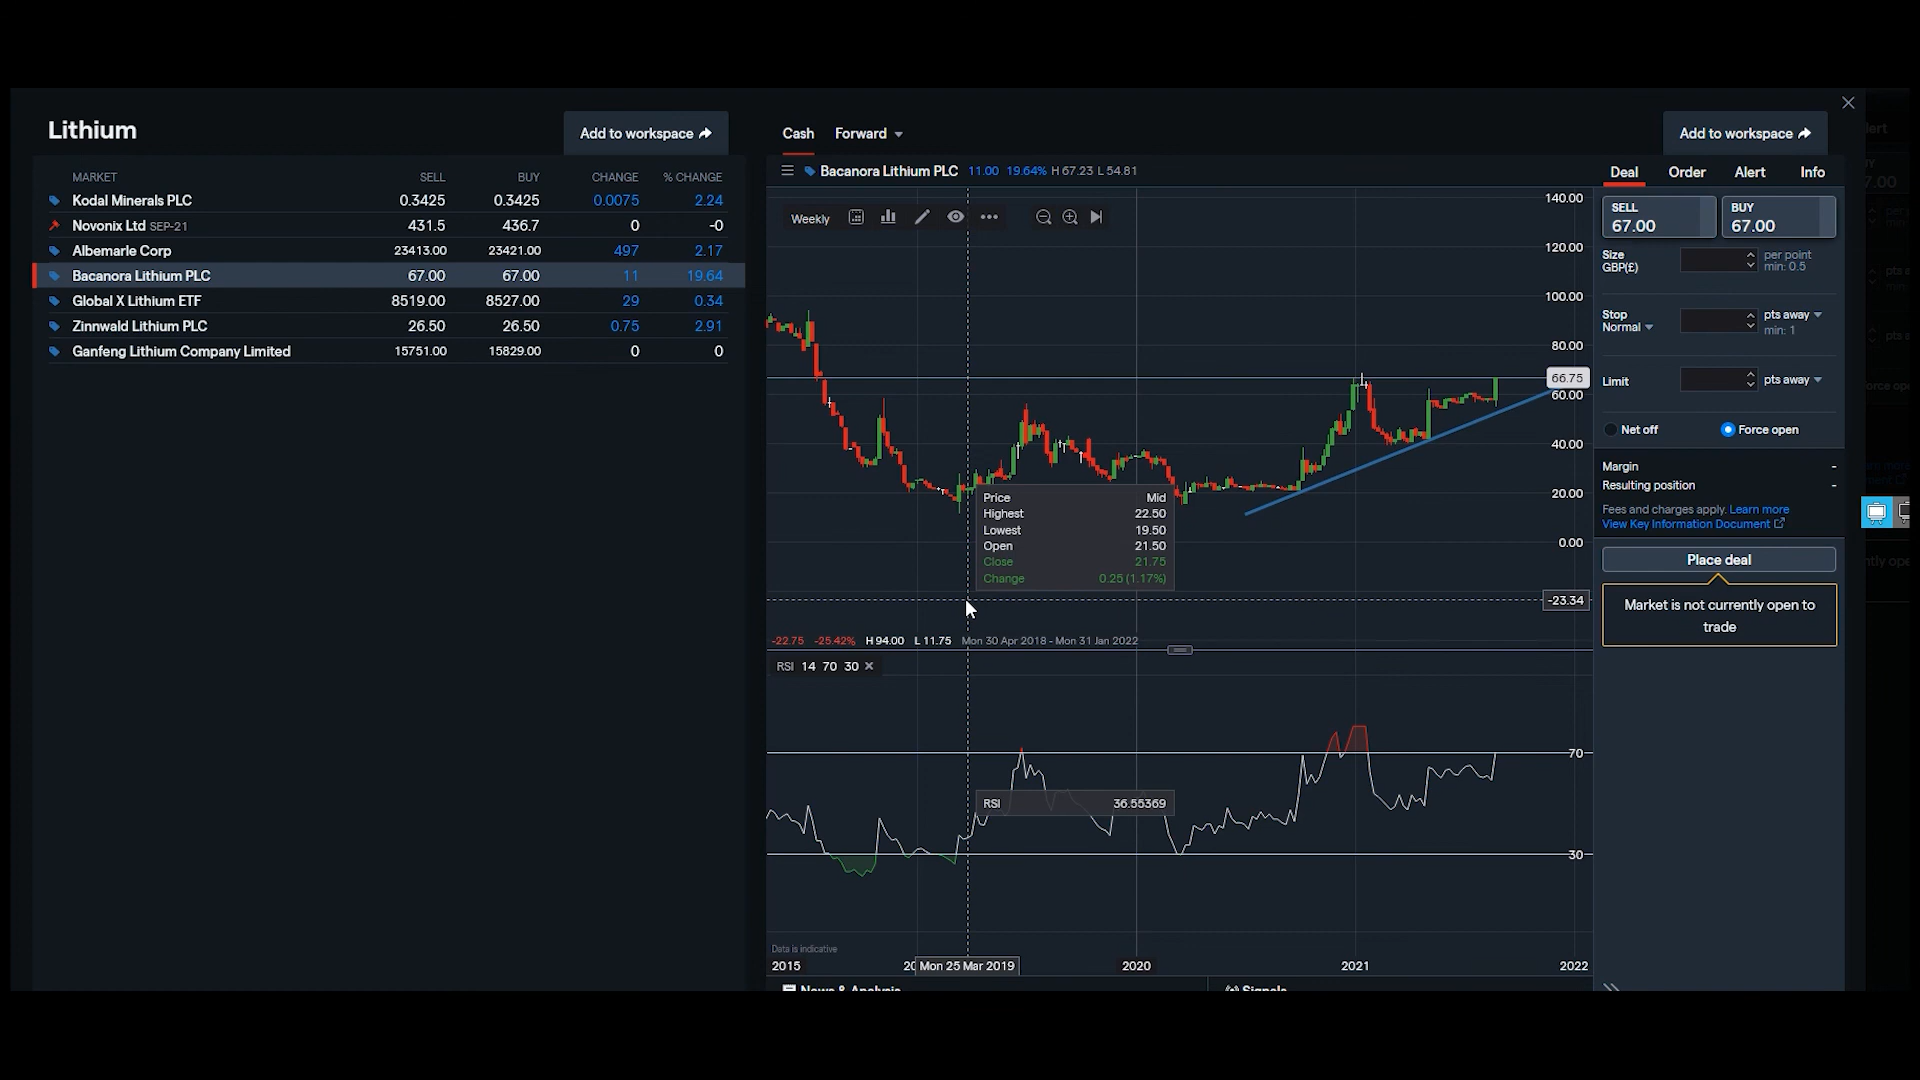 Lithium
Add to workspace
MARKET SELL BUY CHANGE % CHANGE
Kodal Minerals PLC 0.3425 0.3425 0.0075 2.24
Novonix Ltd SEP-21 431.5 436.7 0 -0
Albemarle Corp 23413.00 23421.00 497 2.17
Bacanora Lithium PLC 67.00 67.00 11 19.64
Global X Lithium ETF 8519.00 8527.00 29 0.34
Zinnwald Lithium PLC 26.50 26.50 0.75 2.91
Ganfeng Lithium Company Limited 15751.00 15829.00 0 0
Cash Forward
Add to workspace
Bacanora Lithium PLC 11.00 19.64% H 67.23 L 54.81
Weekly
140.00
120.00
100.00
80.00
66.75
60.00
40.00
20.00
0.00
-23.34
Price Mid
Highest 22.50
Lowest 19.50
Open 21.50
Close 21.75
Change 0.25 (1.17%)
-22.75 -25.42% H 94.00 L 11.75 Mon 30 Apr 2018 - Mon 31 Jan 2022
RSI 14 70 30
70
RSI 36.55369
30
Data is indicative
2015 20 Mon 25 Mar 2019 2020 2021 2022
News & Analysis Signals
Deal Order Alert Info
SELL
67.00
BUY
67.00
Size
GBP(£)
per point
min: 0.5
Stop
Normal
pts away
min: 1
Limit pts away
Net off Force open
Margin -
Resulting position -
Fees and charges apply. Learn more
View Key Information Document
Place deal
Market is not currently open to
trade